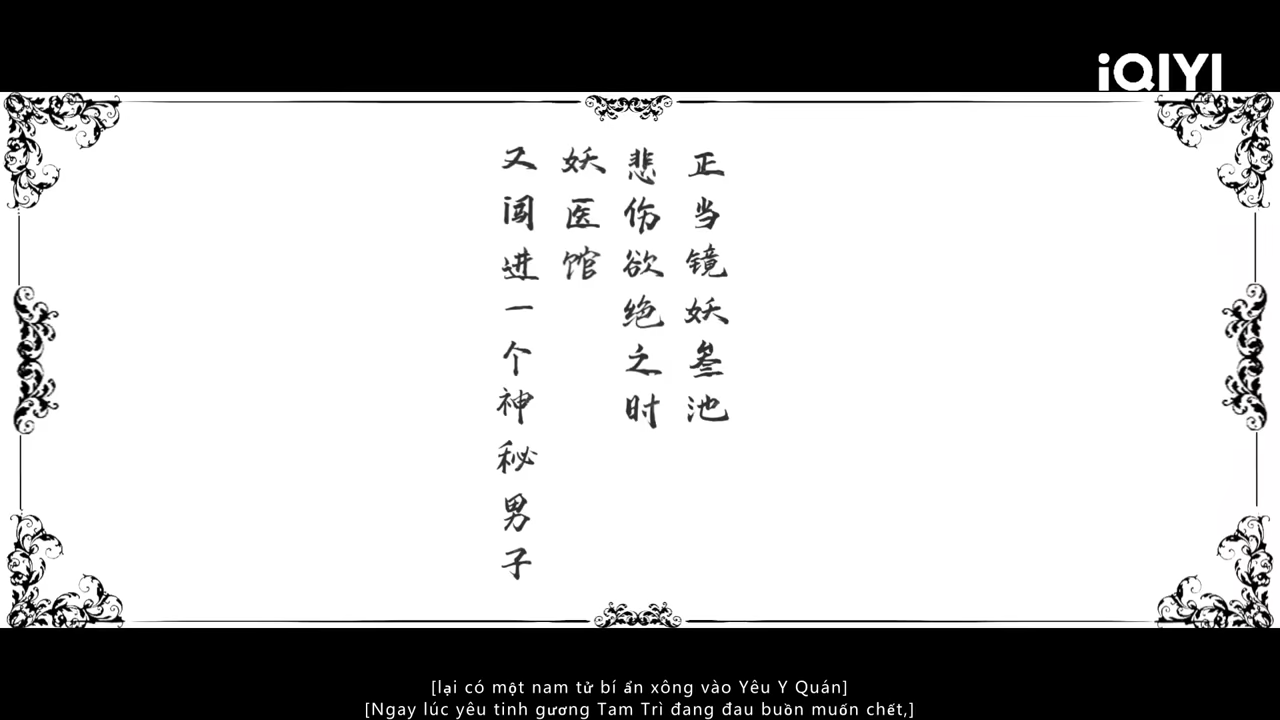 iQIYI
正当镜妖叁池
悲伤欲绝之时
妖医馆
又闯进一个神秘男子
[lại có một nam tử bí ẩn xông vào Yêu Y Quán]
[Ngay lúc yêu tinh gương Tam Trì đang đau buồn muốn chết,]